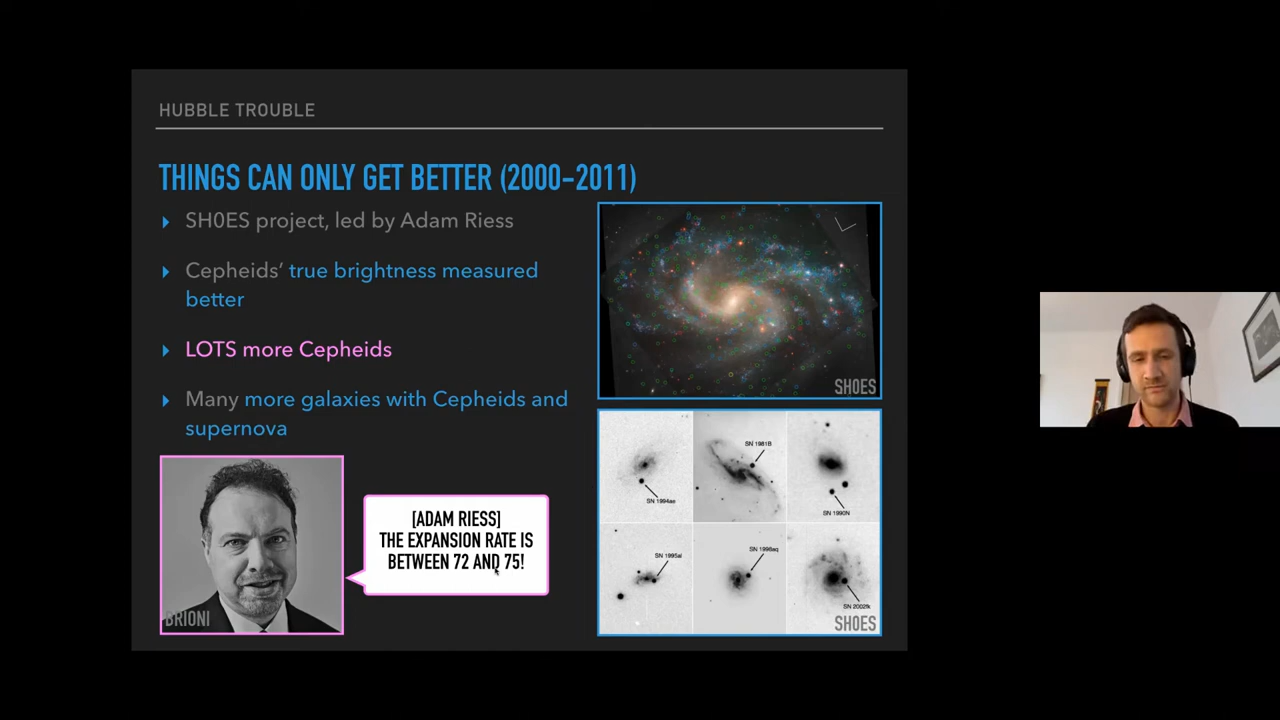 HUBBLE TROUBLE
THINGS CAN ONLY GET BETTER (2000-2011)
SH0ES project, led by Adam Riess
Cepheids’ true brightness measured
better
LOTS more Cepheids
Many more galaxies with Cepheids and
supernova
BRIONI
[ADAM RIESS]
THE EXPANSION RATE IS
BETWEEN 72 AND 75!
SH0ES
SN 1994ae
SN 1981B
SN 1990N
SN 1995al
SN 1998aq
SN 2002fk
SH0ES